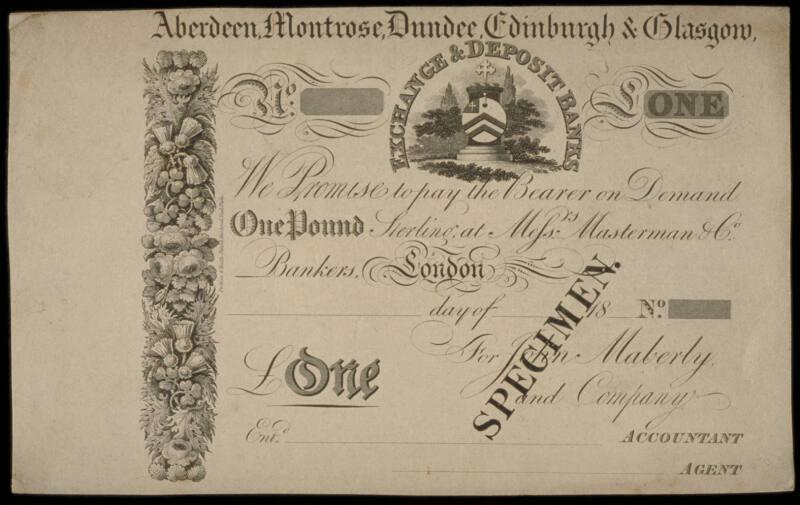 Aberdeen, Montrose, Dundee, Edinburgh & Glasgow,
EXCHANGE & DEPOSIT BANKS
No.
£ ONE
We Promise to pay the Bearer on Demand
One Pound Sterling, at Messrs. Masterman & Co.
Bankers, London
day of 18 No.
For John Maberly,
£ One
and Company
SPECIMEN.
Entd.
ACCOUNTANT
AGENT